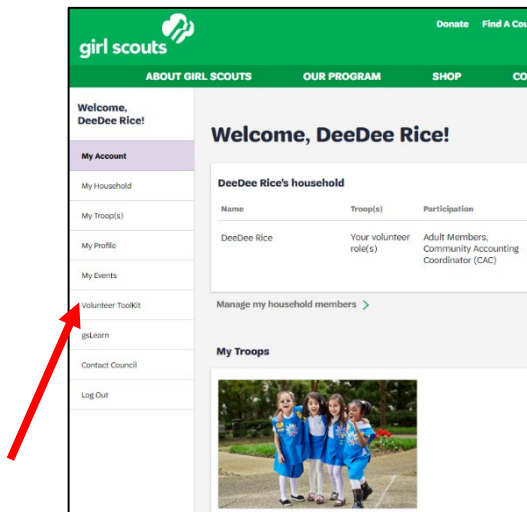 girl scouts
Donate Find A Cou
ABOUT GIRL SCOUTS OUR PROGRAM SHOP CO
Welcome,
DeeDee Rice!
My Account
My Household
My Troop(s)
My Profile
My Events
Volunteer ToolKit
gsLearn
Contact Council
Log Out
Welcome, DeeDee Rice!
DeeDee Rice's household
Name Troop(s) Participation
DeeDee Rice Your volunteer role(s) Adult Members, Community Accounting Coordinator (CAC)
Manage my household members >
My Troops